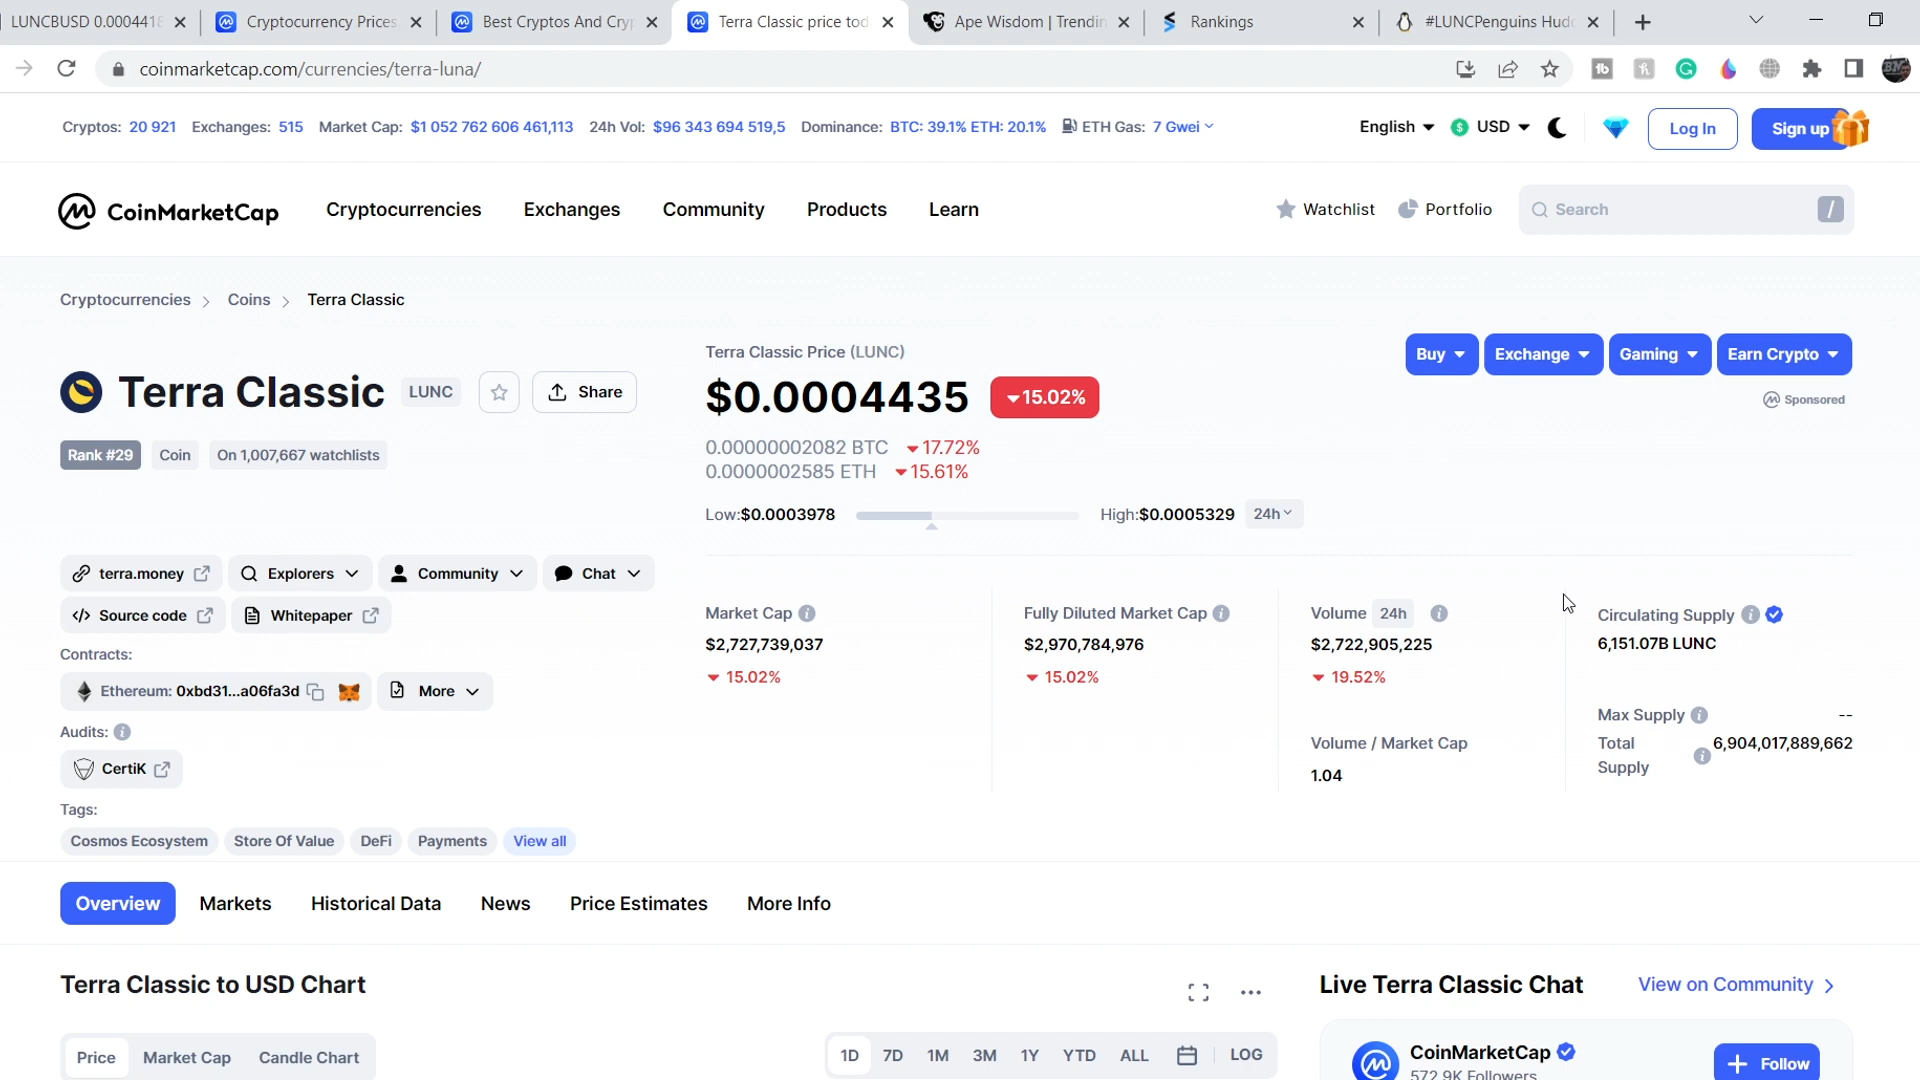 LUNCBUSD 0.0004418
Cryptocurrency Prices
Best Cryptos And Cryp
Terra Classic price tod
Ape Wisdom | Trendin
Rankings
#LUNCPenguins Hudd
coinmarketcap.com/currencies/terra-luna/
Cryptos: 20 921 Exchanges: 515 Market Cap: $1 052 762 606 461,113 24h Vol: $96 343 694 519,5 Dominance: BTC: 39.1% ETH: 20.1% ETH Gas: 7 Gwei
English $ USD Log In Sign up
CoinMarketCap Cryptocurrencies Exchanges Community Products Learn Watchlist Portfolio Search /
Cryptocurrencies > Coins > Terra Classic
Terra Classic LUNC Share
Rank #29 Coin On 1,007,667 watchlists
Terra Classic Price (LUNC)
$0.0004435 15.02%
0.00000002082 BTC 17.72%
0.0000002585 ETH 15.61%
Low:$0.0003978 High:$0.0005329 24h
Buy Exchange Gaming Earn Crypto
Sponsored
terra.money Explorers Community Chat
</> Source code Whitepaper
Contracts:
Ethereum: 0xbd31...a06fa3d More
Audits:
CertiK
Tags:
Cosmos Ecosystem Store Of Value DeFi Payments View all
Market Cap
$2,727,739,037
15.02%
Fully Diluted Market Cap
$2,970,784,976
15.02%
Volume 24h
$2,722,905,225
19.52%
Volume / Market Cap
1.04
Circulating Supply
6,151.07B LUNC
Max Supply --
Total Supply 6,904,017,889,662
Overview Markets Historical Data News Price Estimates More Info
Terra Classic to USD Chart
Price Market Cap Candle Chart
1D 7D 1M 3M 1Y YTD ALL LOG
Live Terra Classic Chat View on Community >
CoinMarketCap
572.9K Followers
+ Follow